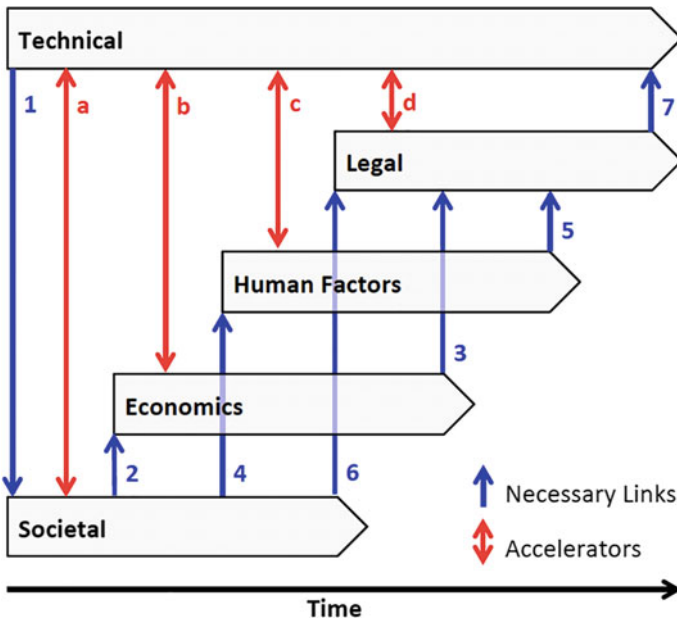 Technical
1
a
b
c
d
7
Legal
5
Human Factors
3
Economics
2
4
6
Necessary Links
Societal
Accelerators
Time